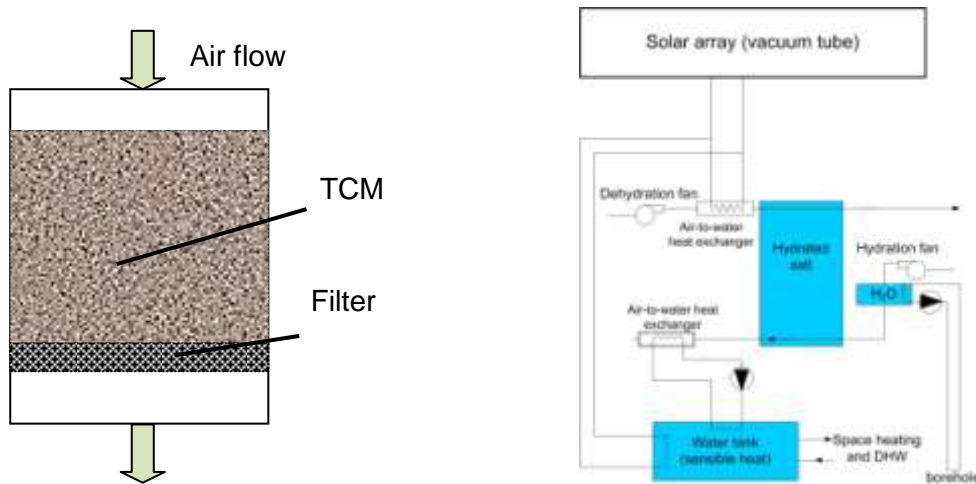 Air flow
TCM
Filter
Solar array (vacuum tube)
Dehydration fan
Air-to-water
heat exchanger
Hydrated
salt
Hydration fan
H2O
Air-to-water heat
exchanger
Water tank
(sensible heat)
Space heating
and DHW
borehole